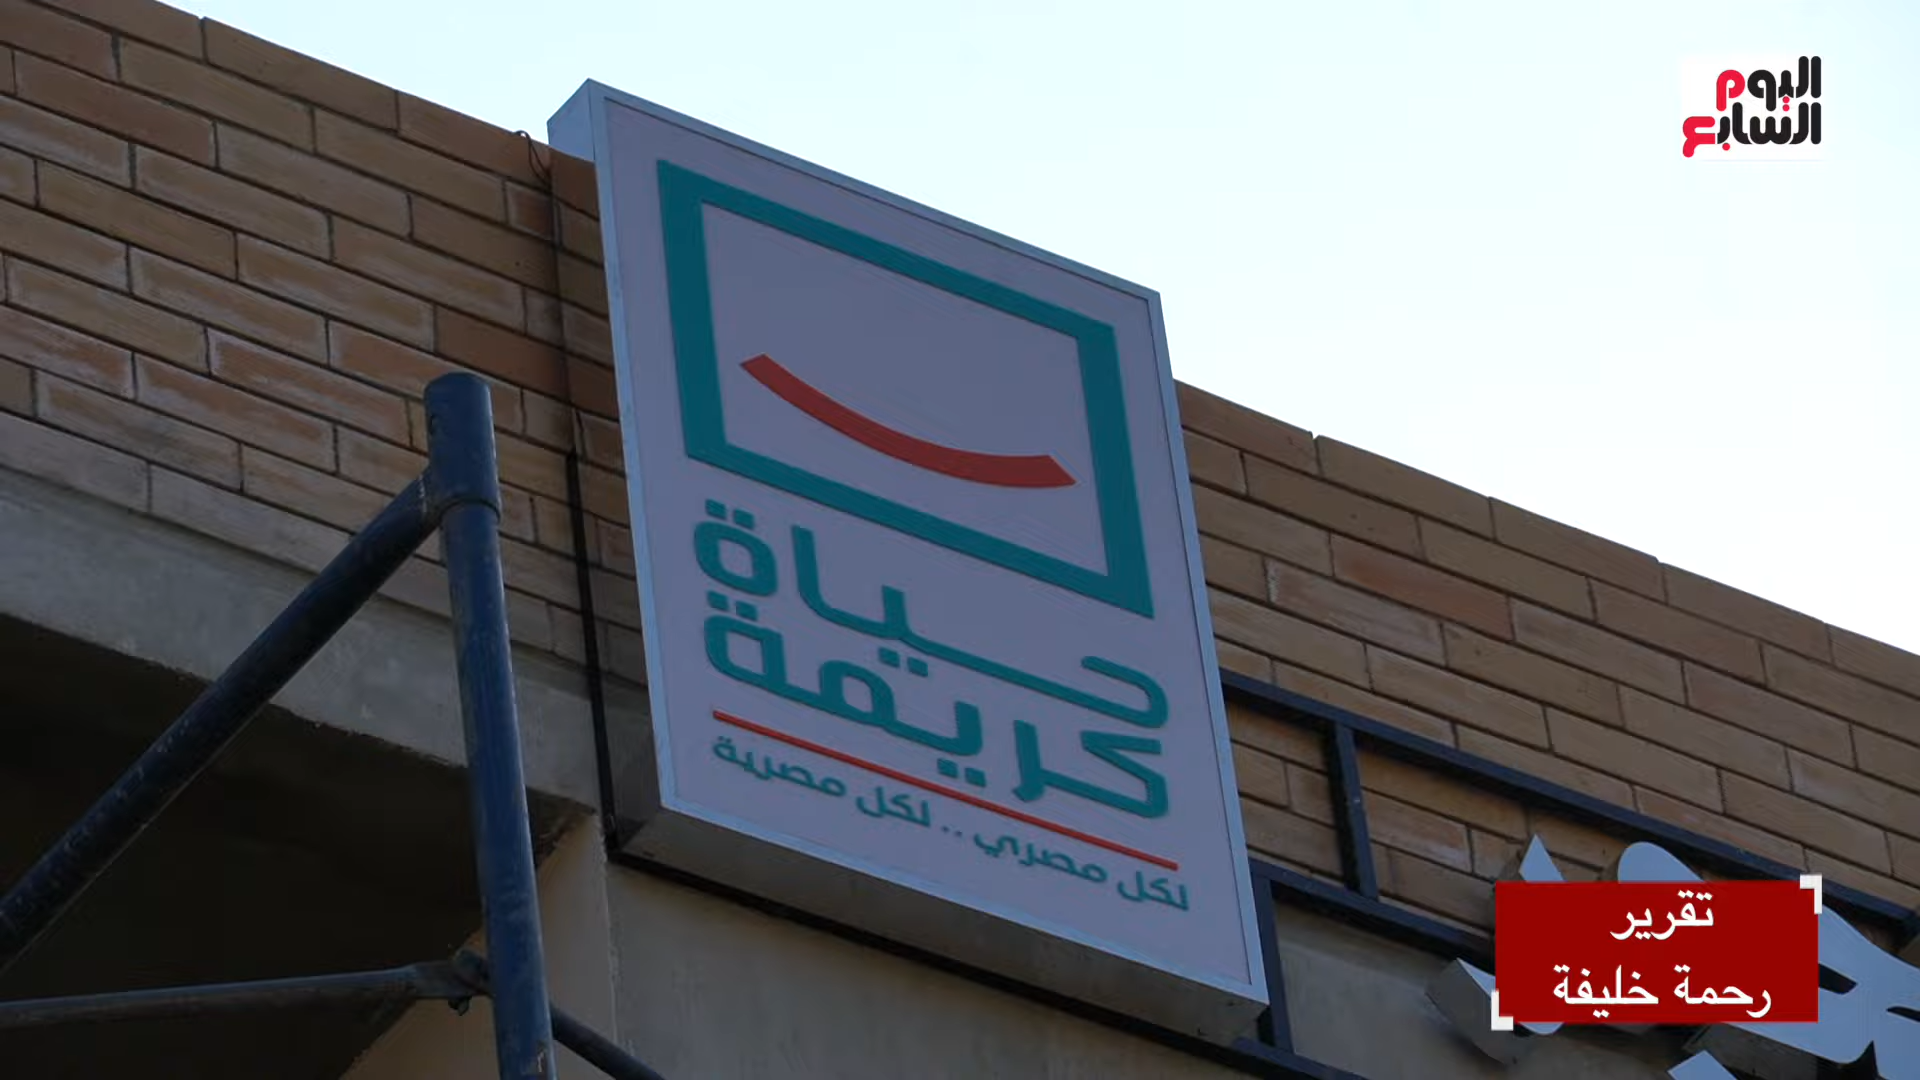 اليوم
السابع
حياة
كريمة
لكل مصري .. لكل مصرية
تقرير
رحمة خليفة